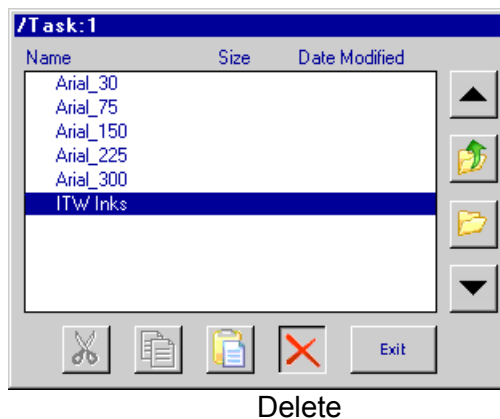 /Task:1
Name Size Date Modified
Arial_30
Arial_75
Arial_150
Arial_225
Arial_300
ITW Inks
Exit
Delete